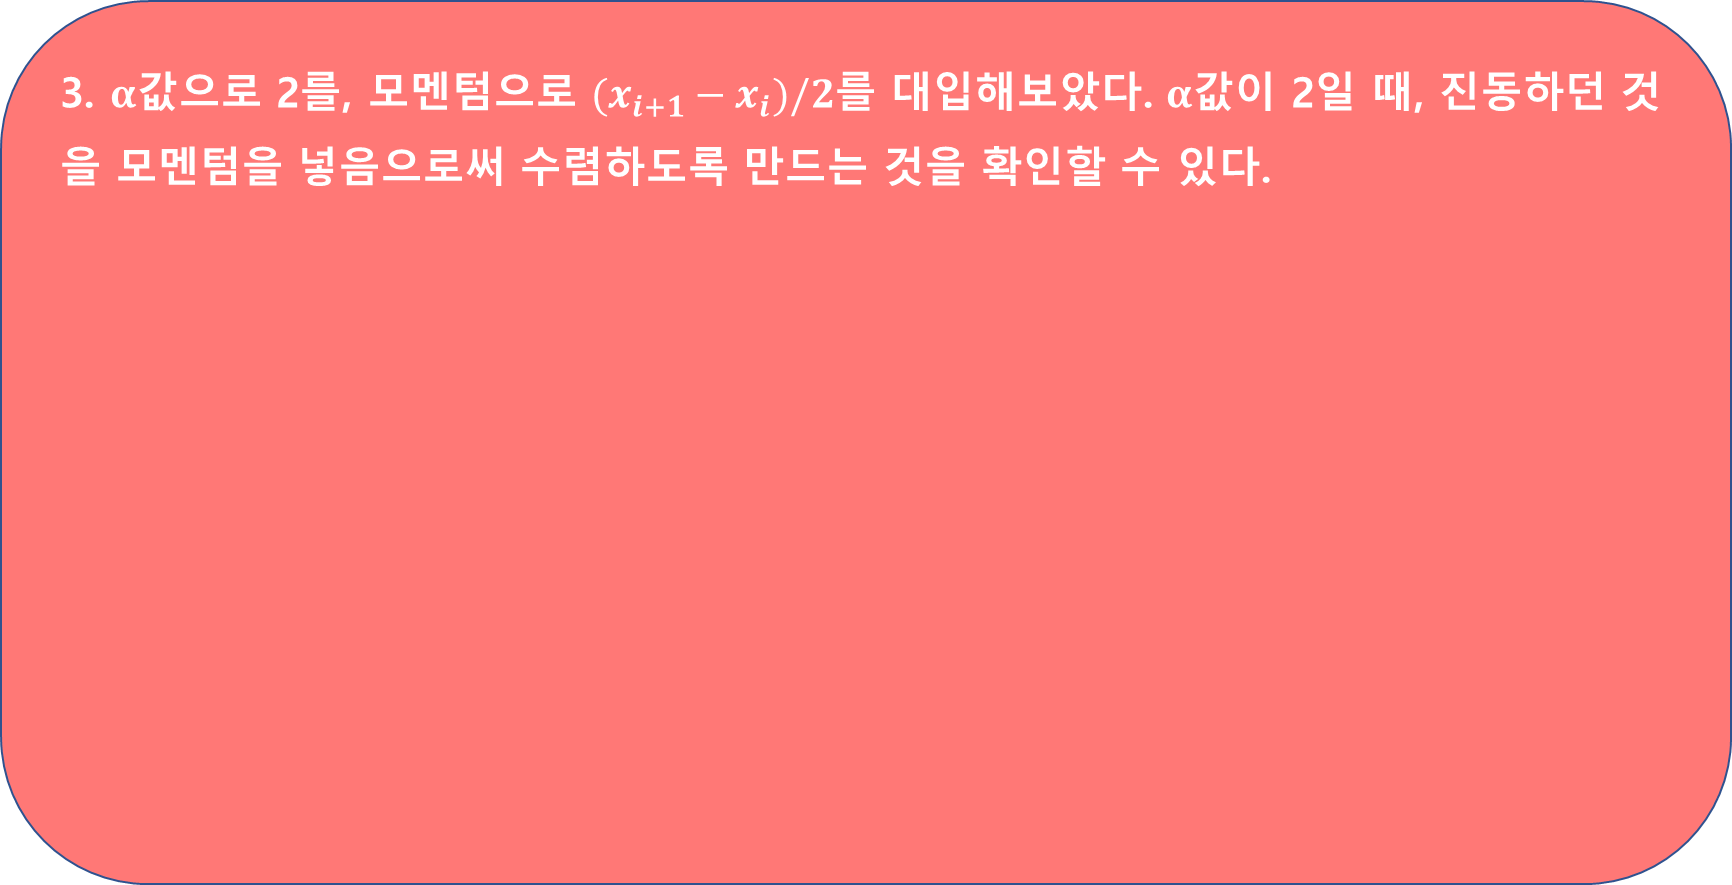 3. α값으로 2를, 모멘텀으로 (𝒙ᵢ₊₁ − 𝒙ᵢ)/2를 대입해보았다. α값이 2일 때, 진동하던 것
을 모멘텀을 넣음으로써 수렴하도록 만드는 것을 확인할 수 있다.